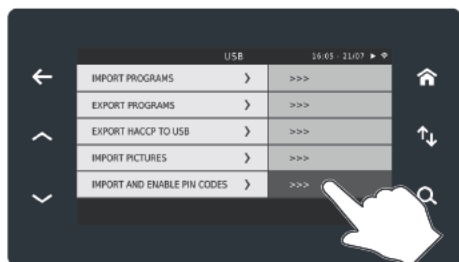 USB 16:05 - 21/07
IMPORT PROGRAMS >>>
EXPORT PROGRAMS >>>
EXPORT HACCP TO USB >>>
IMPORT PICTURES >>>
IMPORT AND ENABLE PIN CODES >>>